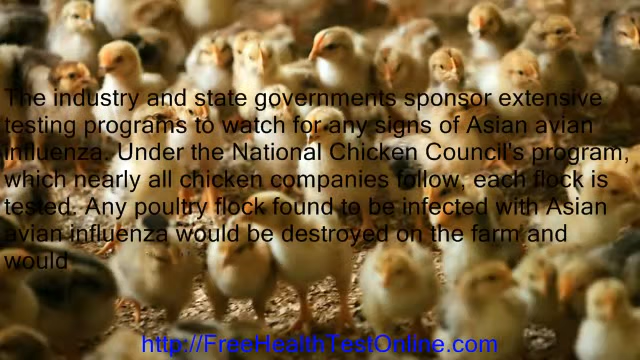 The industry and state governments sponsor extensive
testing programs to watch for any signs of Asian avian
influenza. Under the National Chicken Council's program,
which nearly all chicken companies follow, each flock is
tested. Any poultry flock found to be infected with Asian
avian influenza would be destroyed on the farm and
would
http://FreeHealthTestOnline.com